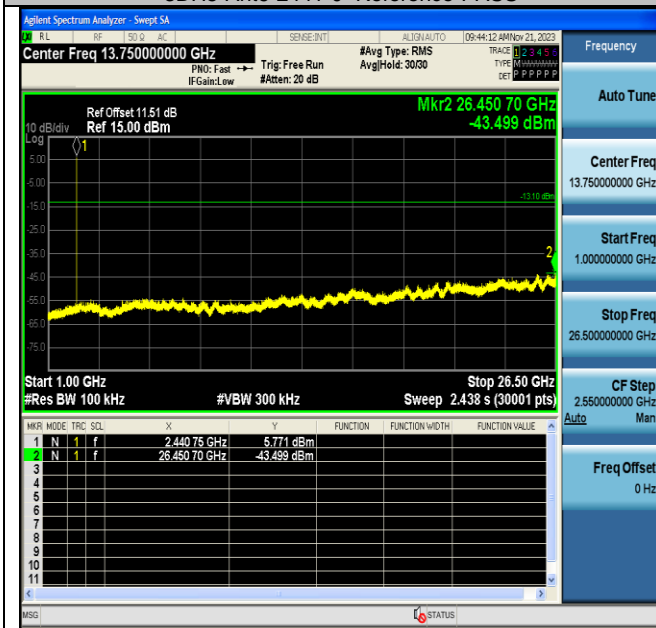 Agilent Spectrum Analyzer - Swept SA
RL RF 50 Ω AC SENSE:INT ALIGNAUTO 09:44:12 AM Nov 21, 2023
Center Freq 13.750000000 GHz
PNO: Fast
IFGain:Low
Trig: Free Run
#Atten: 20 dB
#Avg Type: RMS
Avg|Hold: 30/30
TRACE 1 2 3 4 5 6
TYPE M
DET P P P P P P
Frequency
Ref Offset 11.51 dB
10 dB/div Ref 15.00 dBm
Log
Mkr2 26.450 70 GHz
-43.499 dBm
1
5.00
-5.00
-15.0
-25.0
-35.0
-45.0
-55.0
-65.0
-75.0
-13.10 dBm
2
Start 1.00 GHz Stop 26.50 GHz
#Res BW 100 kHz #VBW 300 kHz Sweep 2.438 s (30001 pts)
MKR MODE TRC SCL X Y FUNCTION FUNCTION WIDTH FUNCTION VALUE
1 N 1 f 2.440 75 GHz 5.771 dBm
2 N 1 f 26.450 70 GHz -43.499 dBm
3
4
5
6
7
8
9
10
11
MSG STATUS
Auto Tune
Center Freq
13.750000000 GHz
Start Freq
1.000000000 GHz
Stop Freq
26.500000000 GHz
CF Step
2.550000000 GHz
Auto Man
Freq Offset
0 Hz